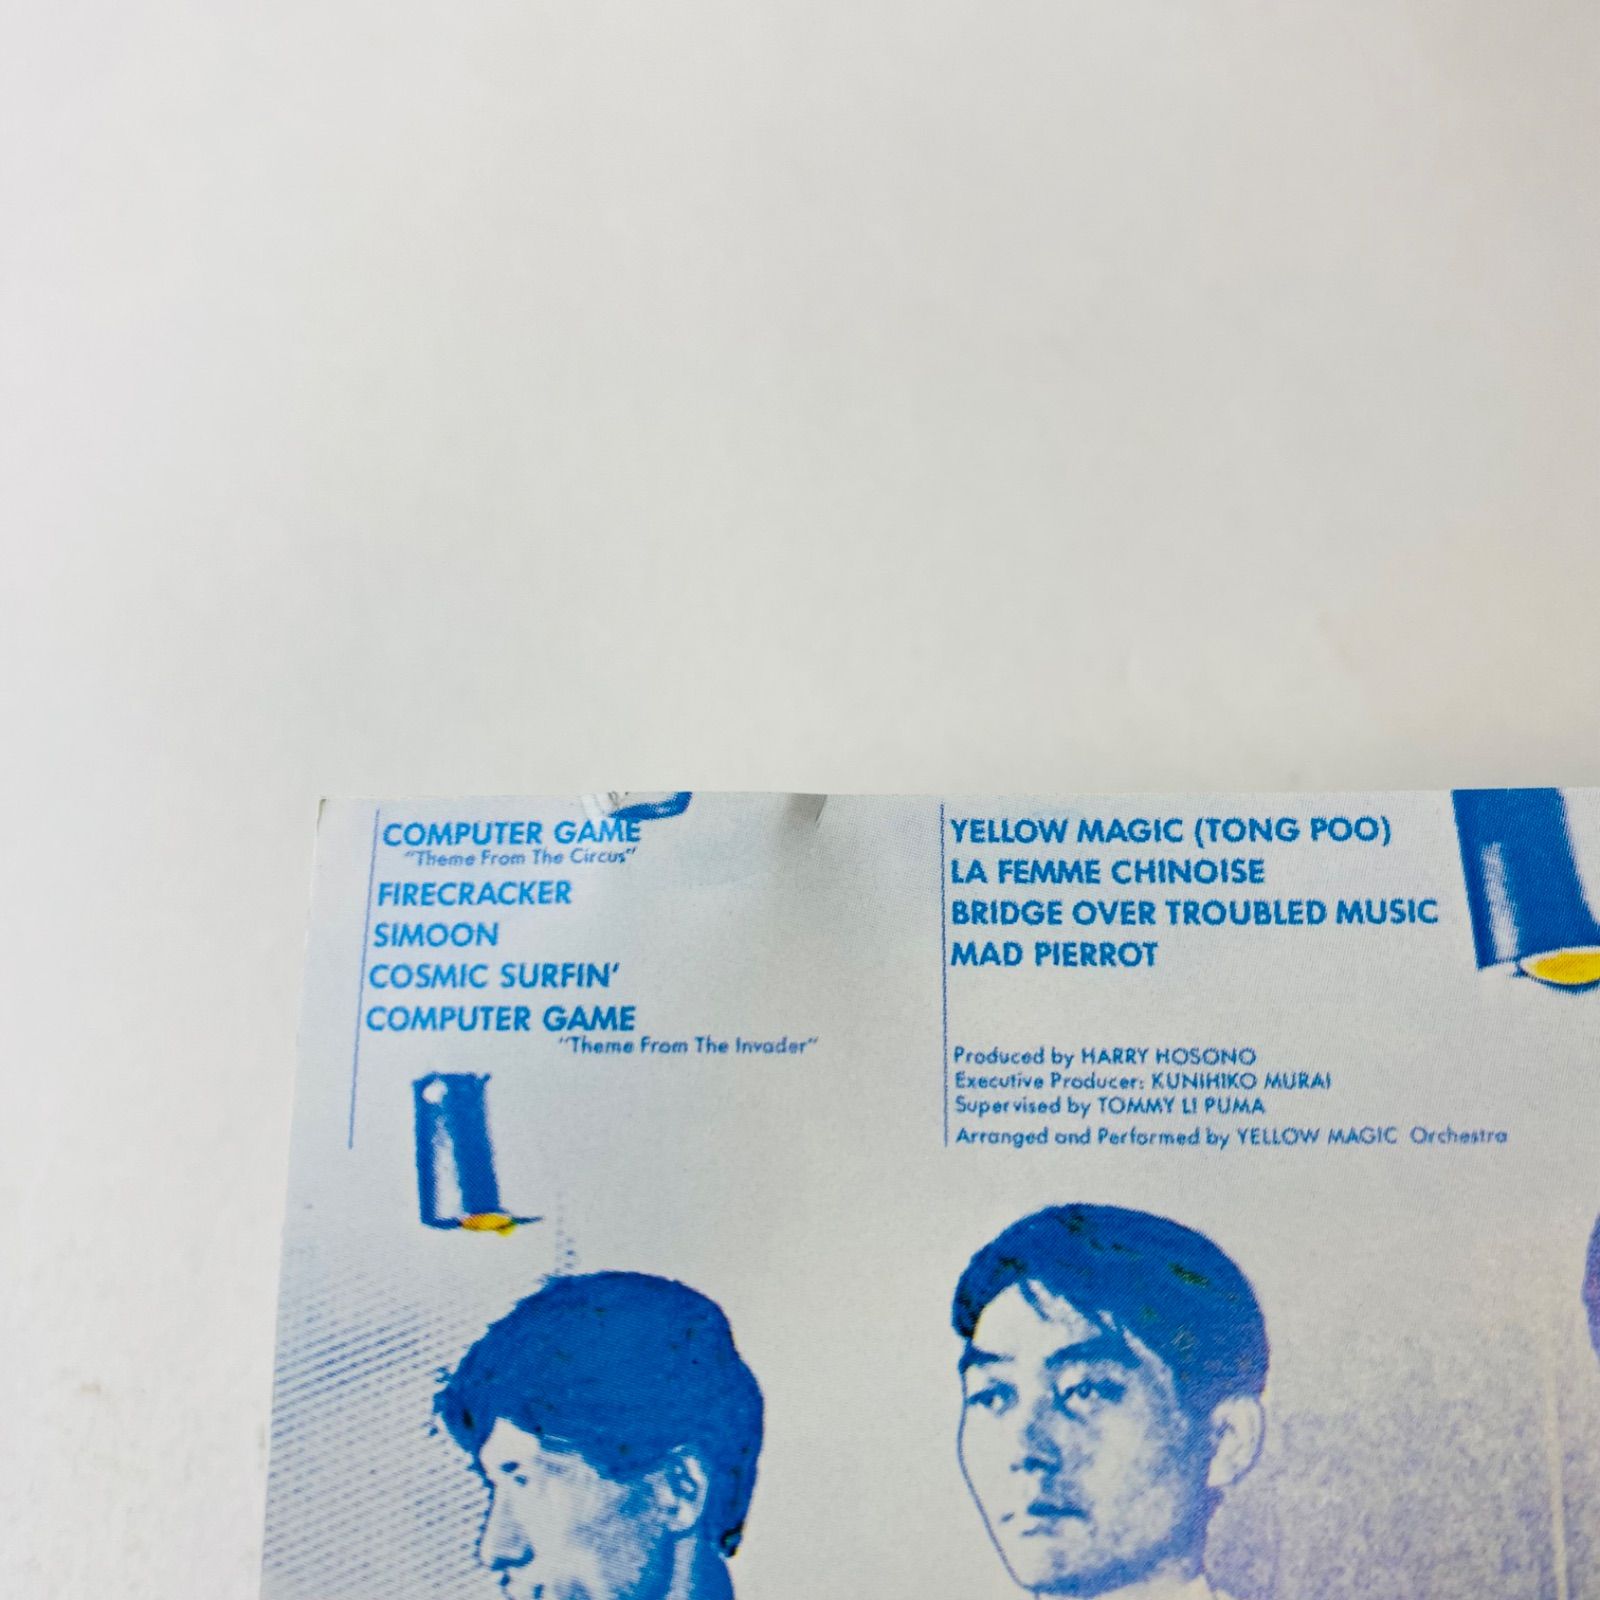 COMPUTER GAME
"Theme From The Circus"
FIRECRACKER
SIMOON
COSMIC SURFIN'
COMPUTER GAME
"Theme From The Invader"
YELLOW MAGIC (TONG POO)
LA FEMME CHINOISE
BRIDGE OVER TROUBLED MUSIC
MAD PIERROT
Produced by HARRY HOSONO
Executive Producer: KUNIHIKO MURAI
Supervised by TOMMY LI PUMA
Arranged and Performed by YELLOW MAGIC Orchestra